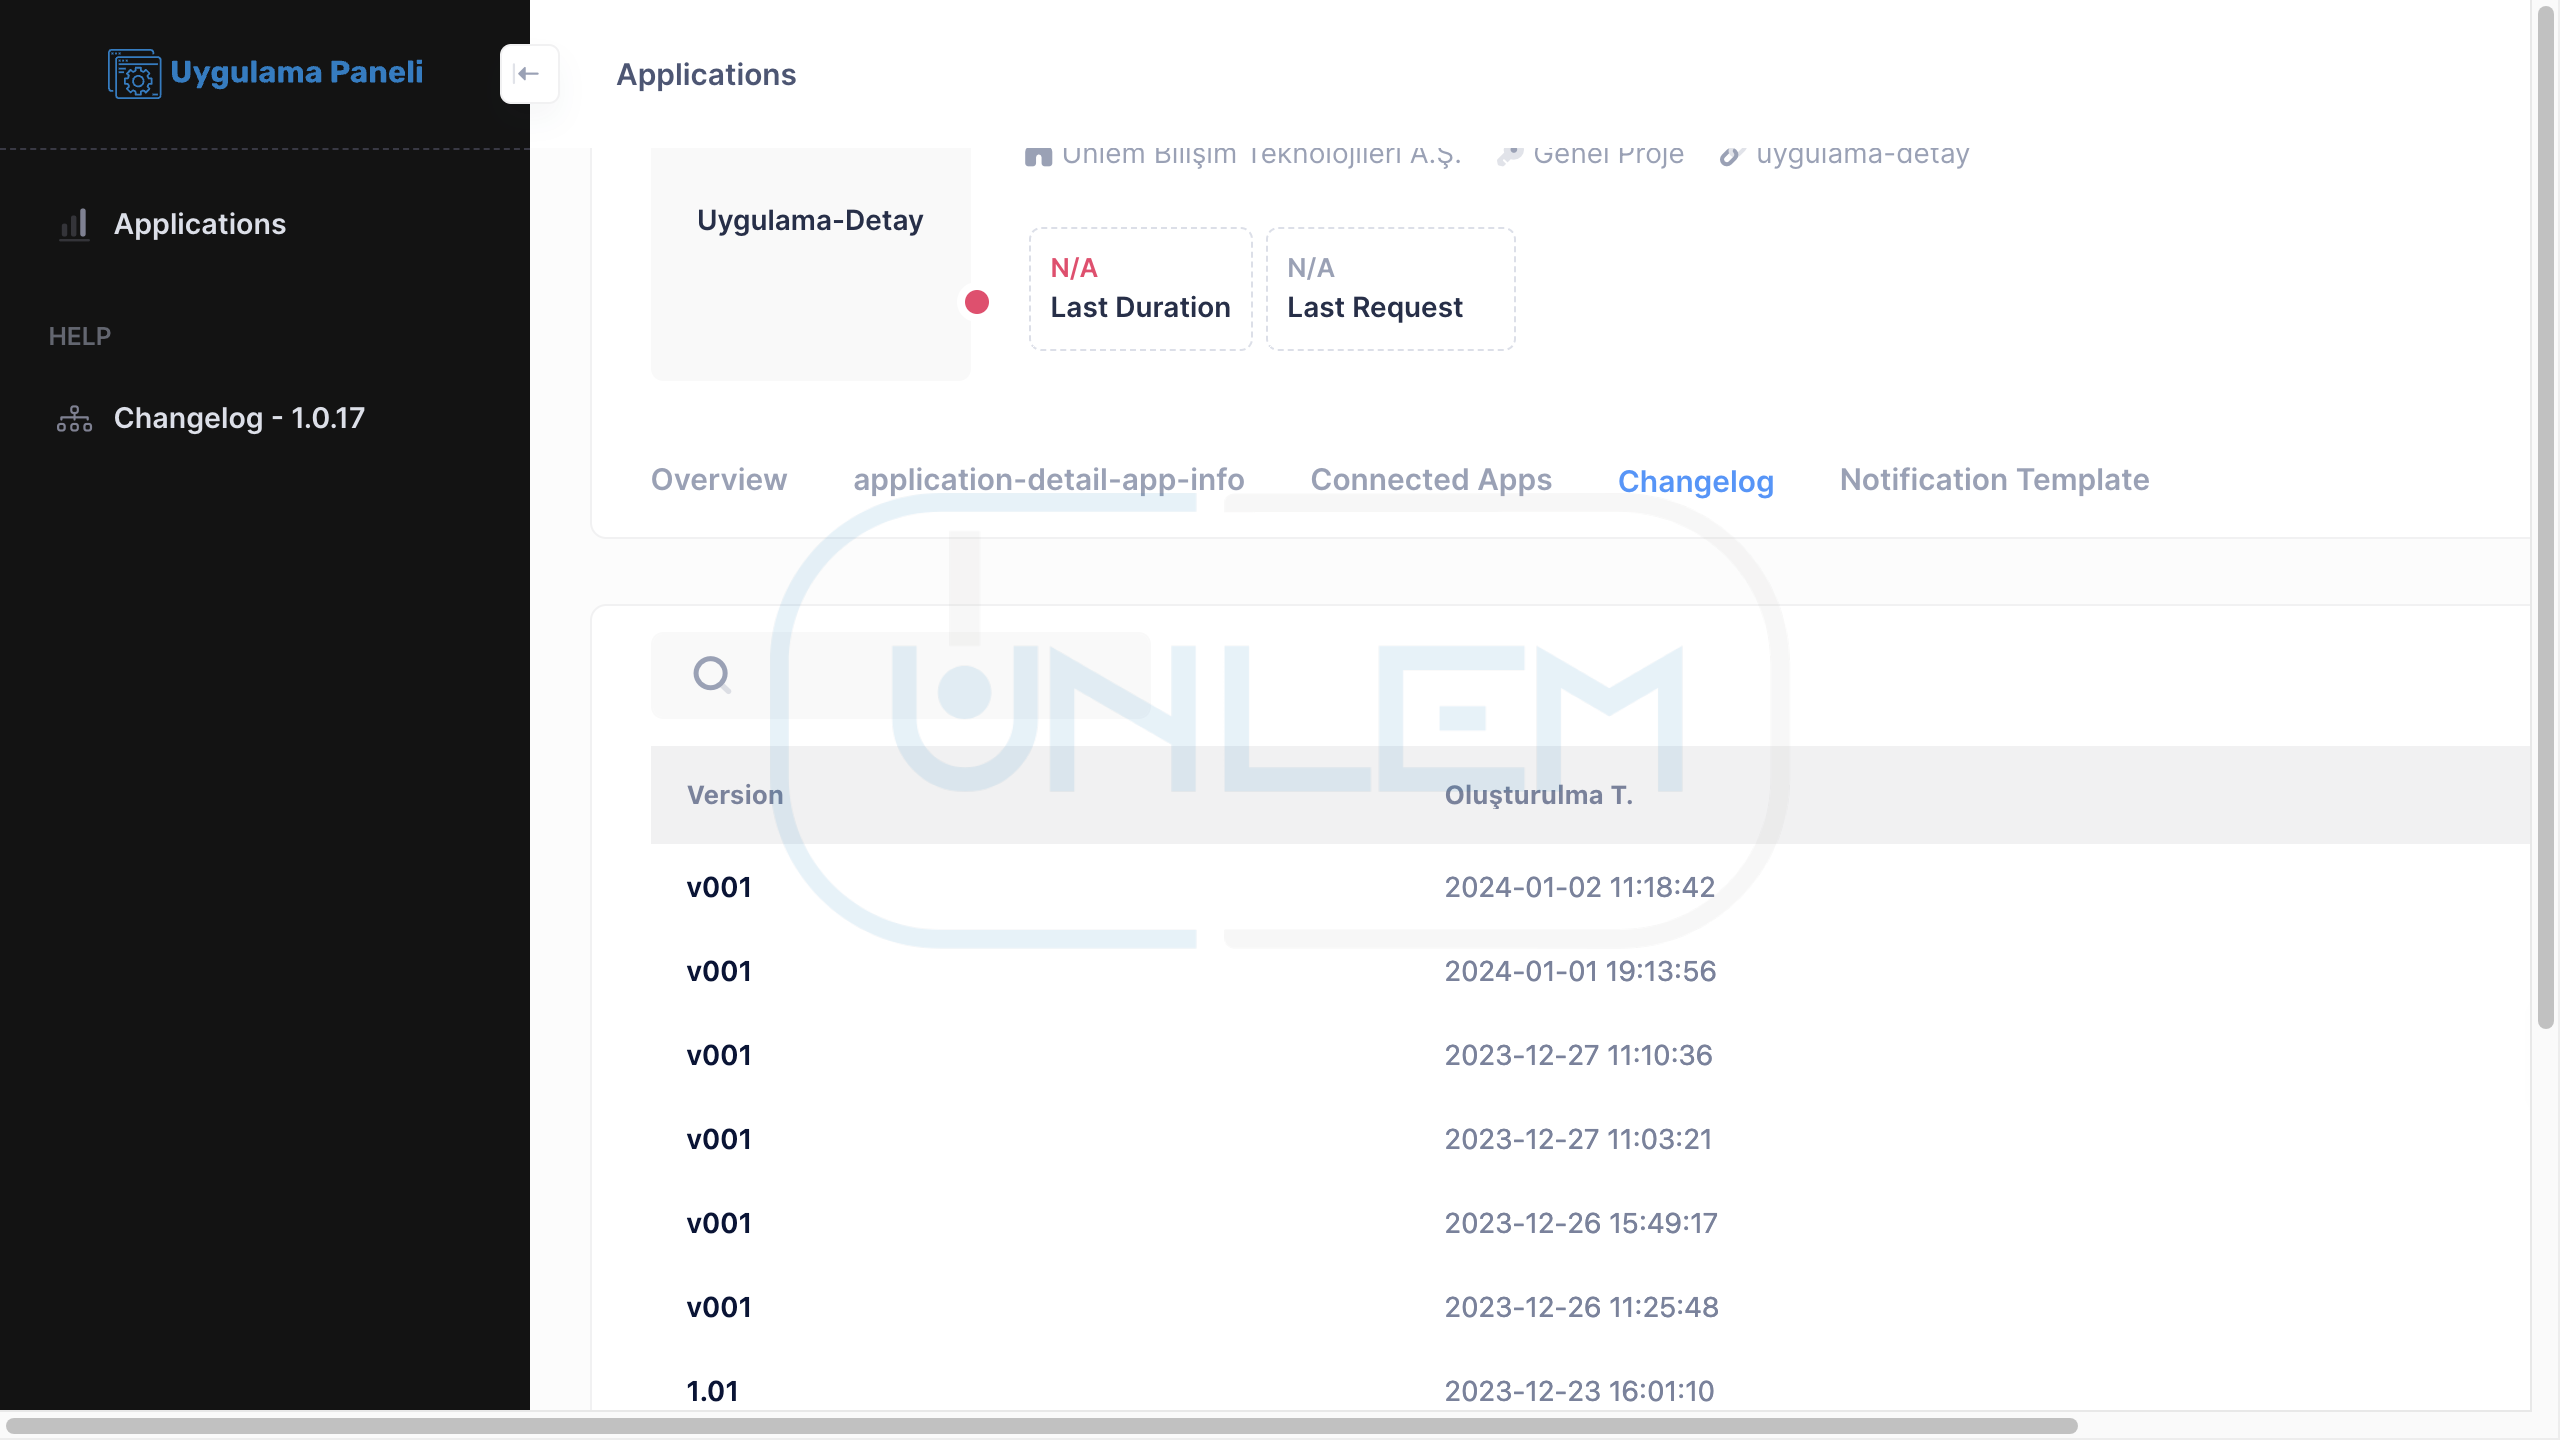 Uygulama Paneli
Applications
Applications
HELP
Changelog - 1.0.17
Ünlem Bilişim Teknolojileri A.Ş. Genel Proje uygulama-detay
Uygulama-Detay
N/A
Last Duration
N/A
Last Request
Overview application-detail-app-info Connected Apps Changelog Notification Template
UNLEM
Version Oluşturulma T.
v001 2024-01-02 11:18:42
v001 2024-01-01 19:13:56
v001 2023-12-27 11:10:36
v001 2023-12-27 11:03:21
v001 2023-12-26 15:49:17
v001 2023-12-26 11:25:48
1.01 2023-12-23 16:01:10